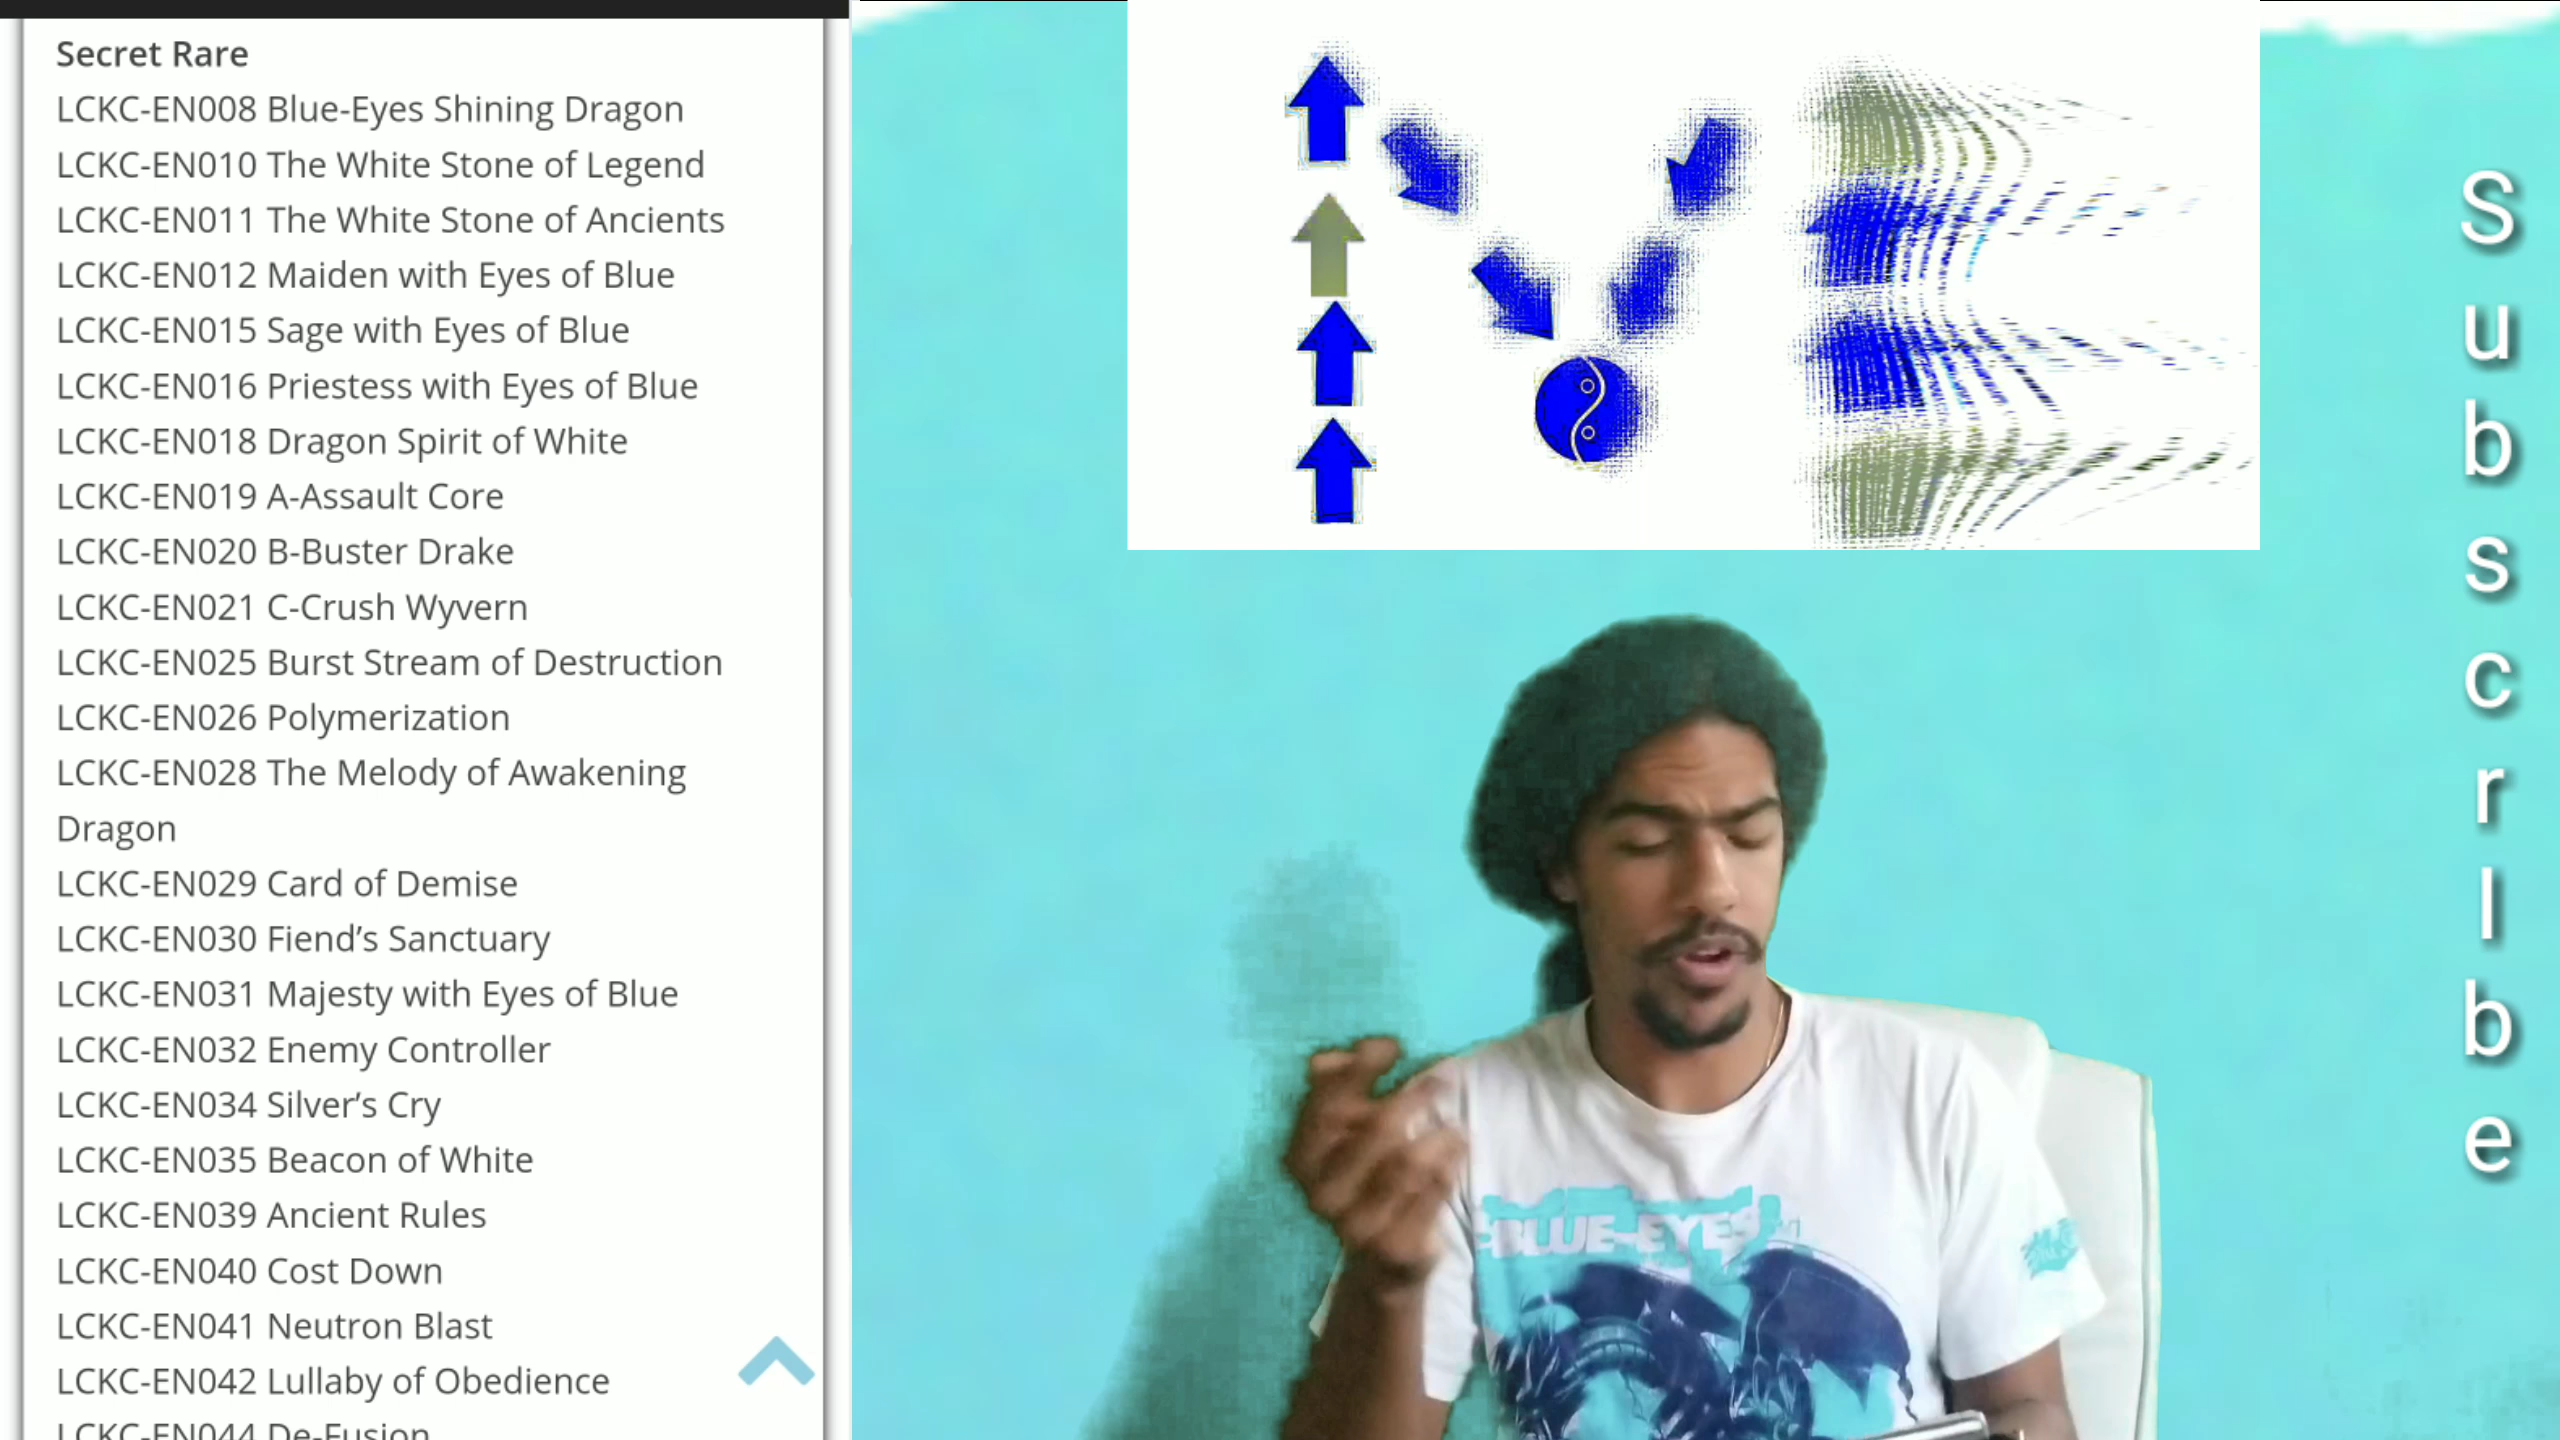 Secret Rare
LCKC-EN008 Blue-Eyes Shining Dragon
LCKC-EN010 The White Stone of Legend
LCKC-EN011 The White Stone of Ancients
LCKC-EN012 Maiden with Eyes of Blue
LCKC-EN015 Sage with Eyes of Blue
LCKC-EN016 Priestess with Eyes of Blue
LCKC-EN018 Dragon Spirit of White
LCKC-EN019 A-Assault Core
LCKC-EN020 B-Buster Drake
LCKC-EN021 C-Crush Wyvern
LCKC-EN025 Burst Stream of Destruction
LCKC-EN026 Polymerization
LCKC-EN028 The Melody of Awakening
Dragon
LCKC-EN029 Card of Demise
LCKC-EN030 Fiend’s Sanctuary
LCKC-EN031 Majesty with Eyes of Blue
LCKC-EN032 Enemy Controller
LCKC-EN034 Silver’s Cry
LCKC-EN035 Beacon of White
LCKC-EN039 Ancient Rules
LCKC-EN040 Cost Down
LCKC-EN041 Neutron Blast
LCKC-EN042 Lullaby of Obedience
LCKC-EN044 De-Fusion
BLUE-EYES
SubscrIbe